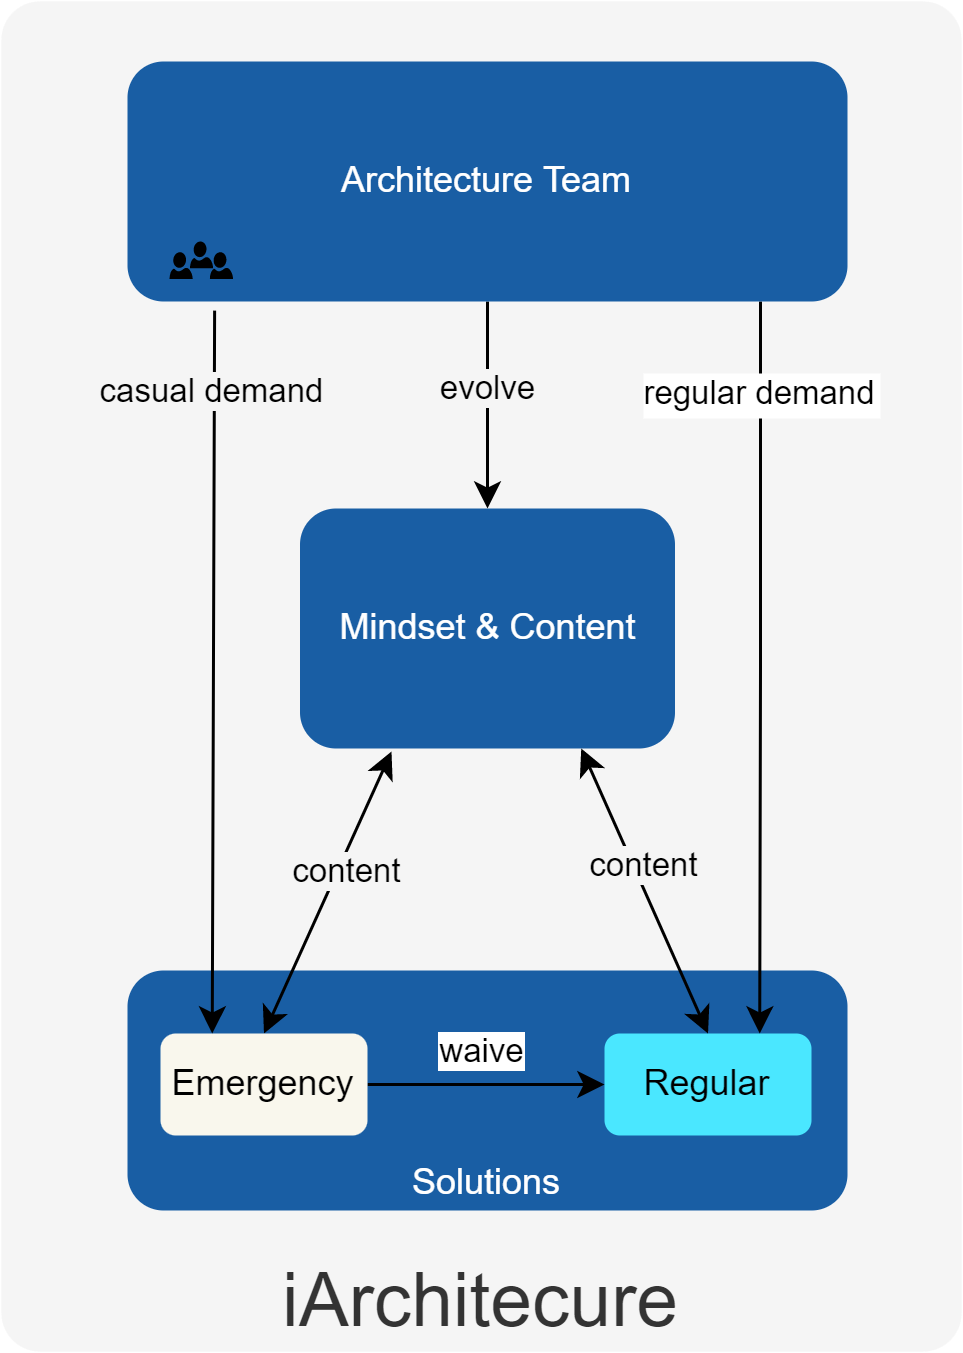 Architecture Team
casual demand
evolve
regular demand
Mindset & Content
content
content
waive
Emergency
Regular
Solutions
iArchitecure